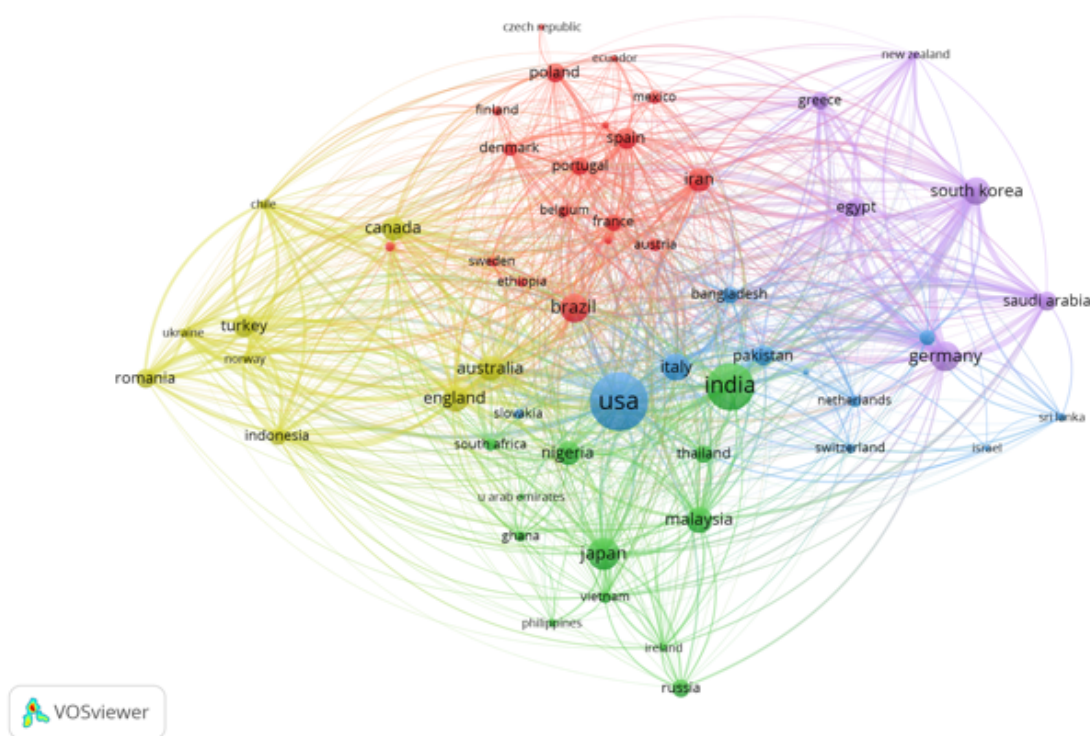 czech republic
new zealand
ecuador
poland
mexico
greece
finland
spain
denmark
portugal
iran
south korea
chile
belgium
egypt
france
canada
austria
sweden
ethiopia
bangladesh
saudi arabia
brazil
turkey
ukraine
norway
pakistan
germany
australia
italy
romania
india
england
usa
netherlands
slovakia
sri lanka
indonesia
south africa
nigeria
thailand
switzerland
israel
u arab emirates
malaysia
ghana
japan
vietnam
philippines
ireland
russia
VOSviewer